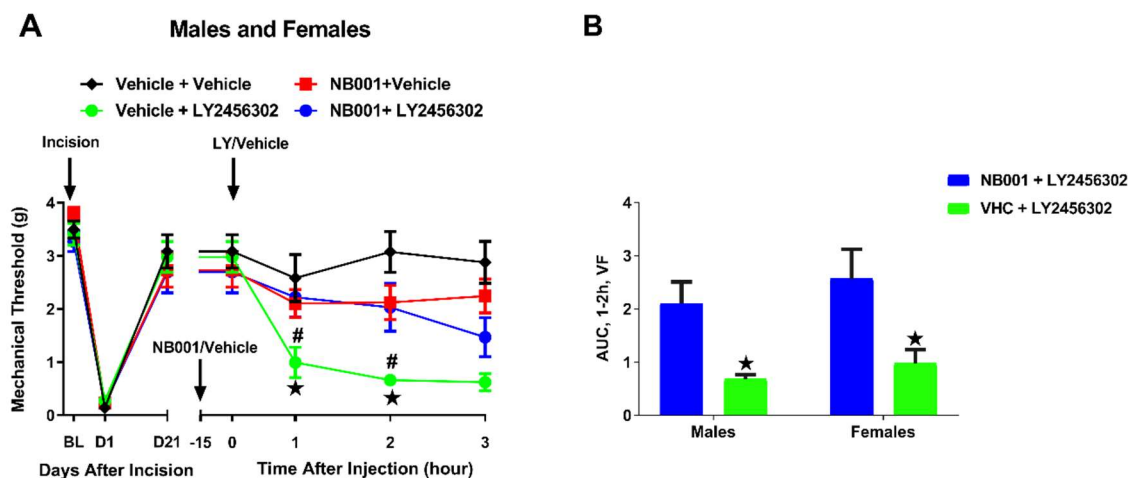 A
Males and Females
Vehicle + Vehicle
NB001+Vehicle
Vehicle + LY2456302
NB001+ LY2456302
Incision
LY/Vehicle
Mechanical Threshold (g)
4
3
2
1
0
NB001/Vehicle
#
#
★
★
BL
D1
D21
-15
0
1
2
3
Days After Incision
Time After Injection (hour)
B
NB001 + LY2456302
VHC + LY2456302
AUC, 1-2h, VF
4
3
2
1
0
★
★
Males
Females